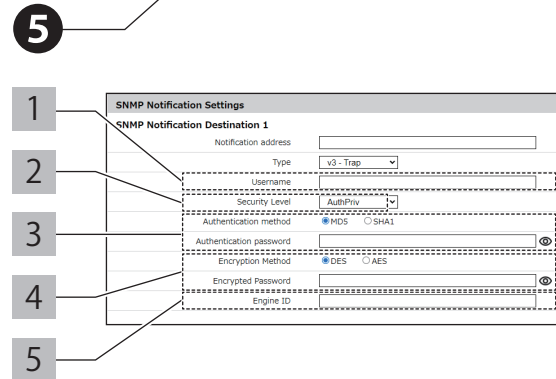 5
1
2
3
4
5
SNMP Notification Settings
SNMP Notification Destination 1
Notification address
Type v3 - Trap
Username
Security Level AuthPriv
Authentication method MD5 SHA1
Authentication password
Encryption Method DES AES
Encrypted Password
Engine ID